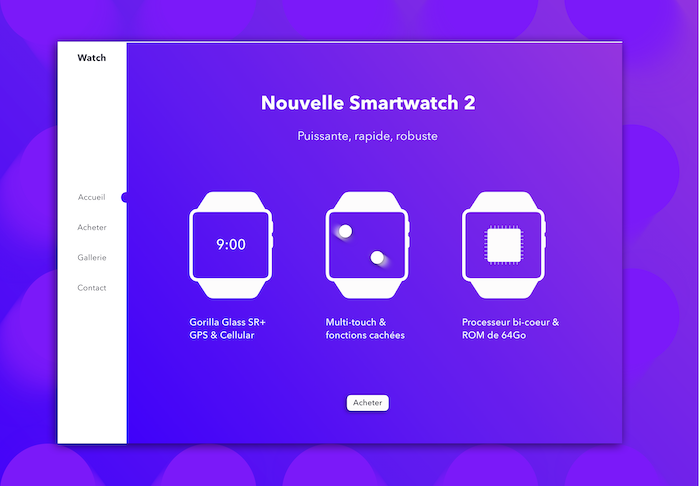 Watch
Accueil
Acheter
Gallerie
Contact
Nouvelle Smartwatch 2
Puissante, rapide, robuste
9:00
Gorilla Glass SR+
GPS & Cellular
Multi-touch &
fonctions cachées
Processeur bi-coeur &
ROM de 64Go
Acheter